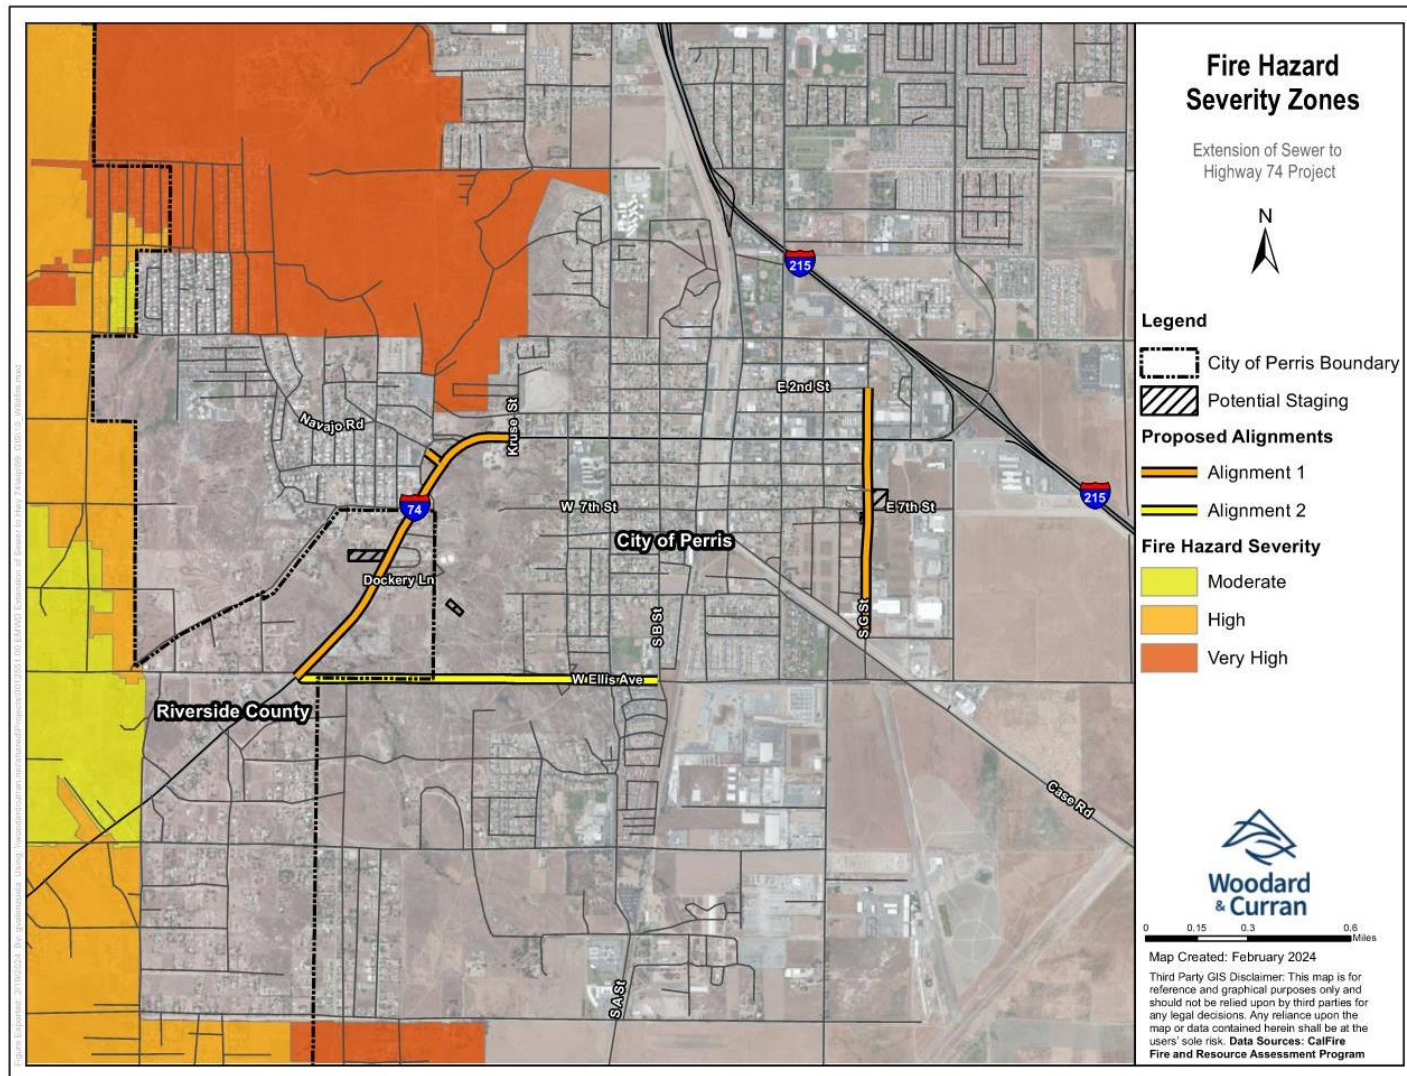 Fire Hazard
Severity Zones
Extension of Sewer to
Highway 74 Project
N
Legend
City of Perris Boundary
Potential Staging
Proposed Alignments
Alignment 1
Alignment 2
Fire Hazard Severity
Moderate
High
Very High
Woodard
& Curran
0 0.15 0.3 0.6
Miles
Map Created: February 2024
Third Party GIS Disclaimer: This map is for
reference and graphical purposes only and
should not be relied upon by third parties for
any legal decisions. Any reliance upon the
map or data contained herein shall be at the
users' sole risk. Data Sources: CalFire
Fire and Resource Assessment Program
215
E 2nd St
Navajo Rd
Kruse St
215
74
W 7th St
E 7th St
City of Perris
Dockery Ln
S B St
S G St
W Ellis Ave
Riverside County
Case Rd
S A St